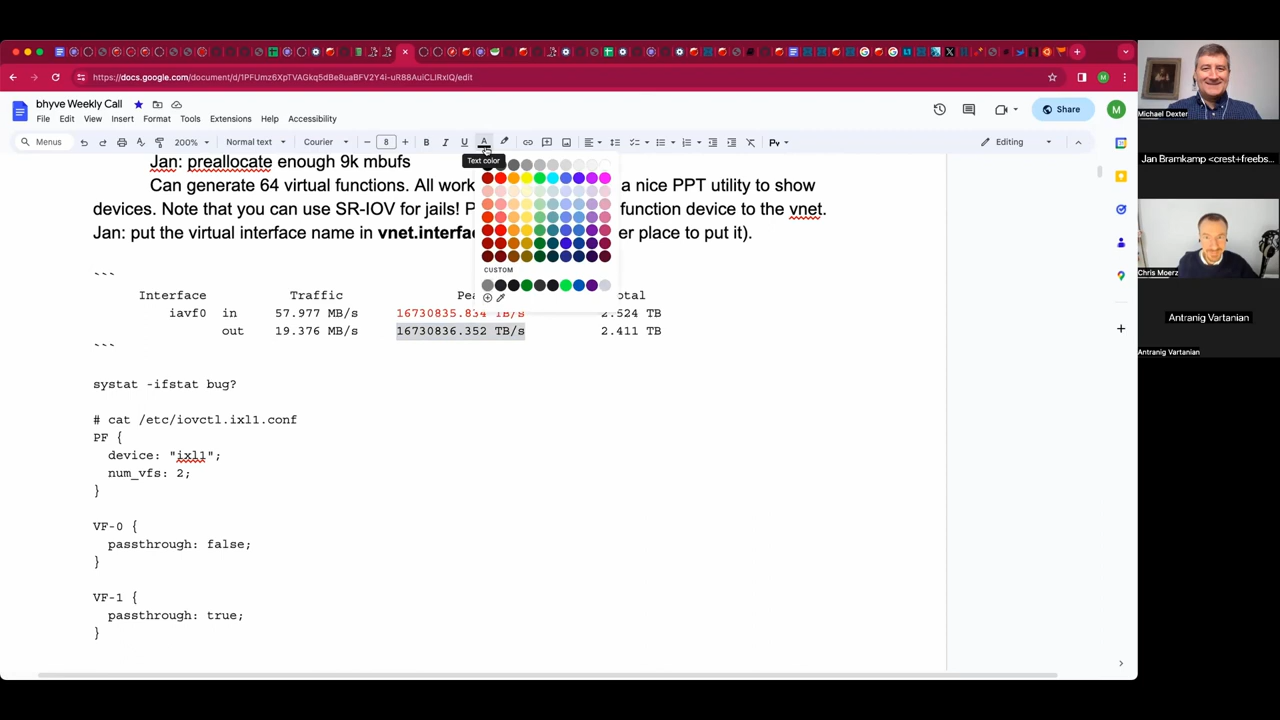 https://docs.google.com/document/d/1PFUmz6XpTVAGkq5dBe8uaBFV2Y4i-uR88AuiCLlRxlQ/edit
bhyve Weekly Call
File Edit View Insert Format Tools Extensions Help Accessibility
Share
M
Menus 200% Normal text Courier 8 Editing
Text color
Jan: preallocate enough 9k mbufs
Can generate 64 virtual functions. All work a nice PPT utility to show
devices. Note that you can use SR-IOV for jails! P function device to the vnet.
Jan: put the virtual interface name in vnet.interfac er place to put it).
CUSTOM
```
Interface Traffic Pea otal
iavf0 in 57.977 MB/s 16730835.834 TB/s 2.524 TB
out 19.376 MB/s 16730836.352 TB/s 2.411 TB
```
systat -ifstat bug?
# cat /etc/iovctl.ixl1.conf
PF {
device: "ixl1";
num_vfs: 2;
}
VF-0 {
passthrough: false;
}
VF-1 {
passthrough: true;
}
Michael Dexter
Jan Bramkamp <crest+freebs...
Chris Moerz
Antranig Vartanian
Antranig Vartanian